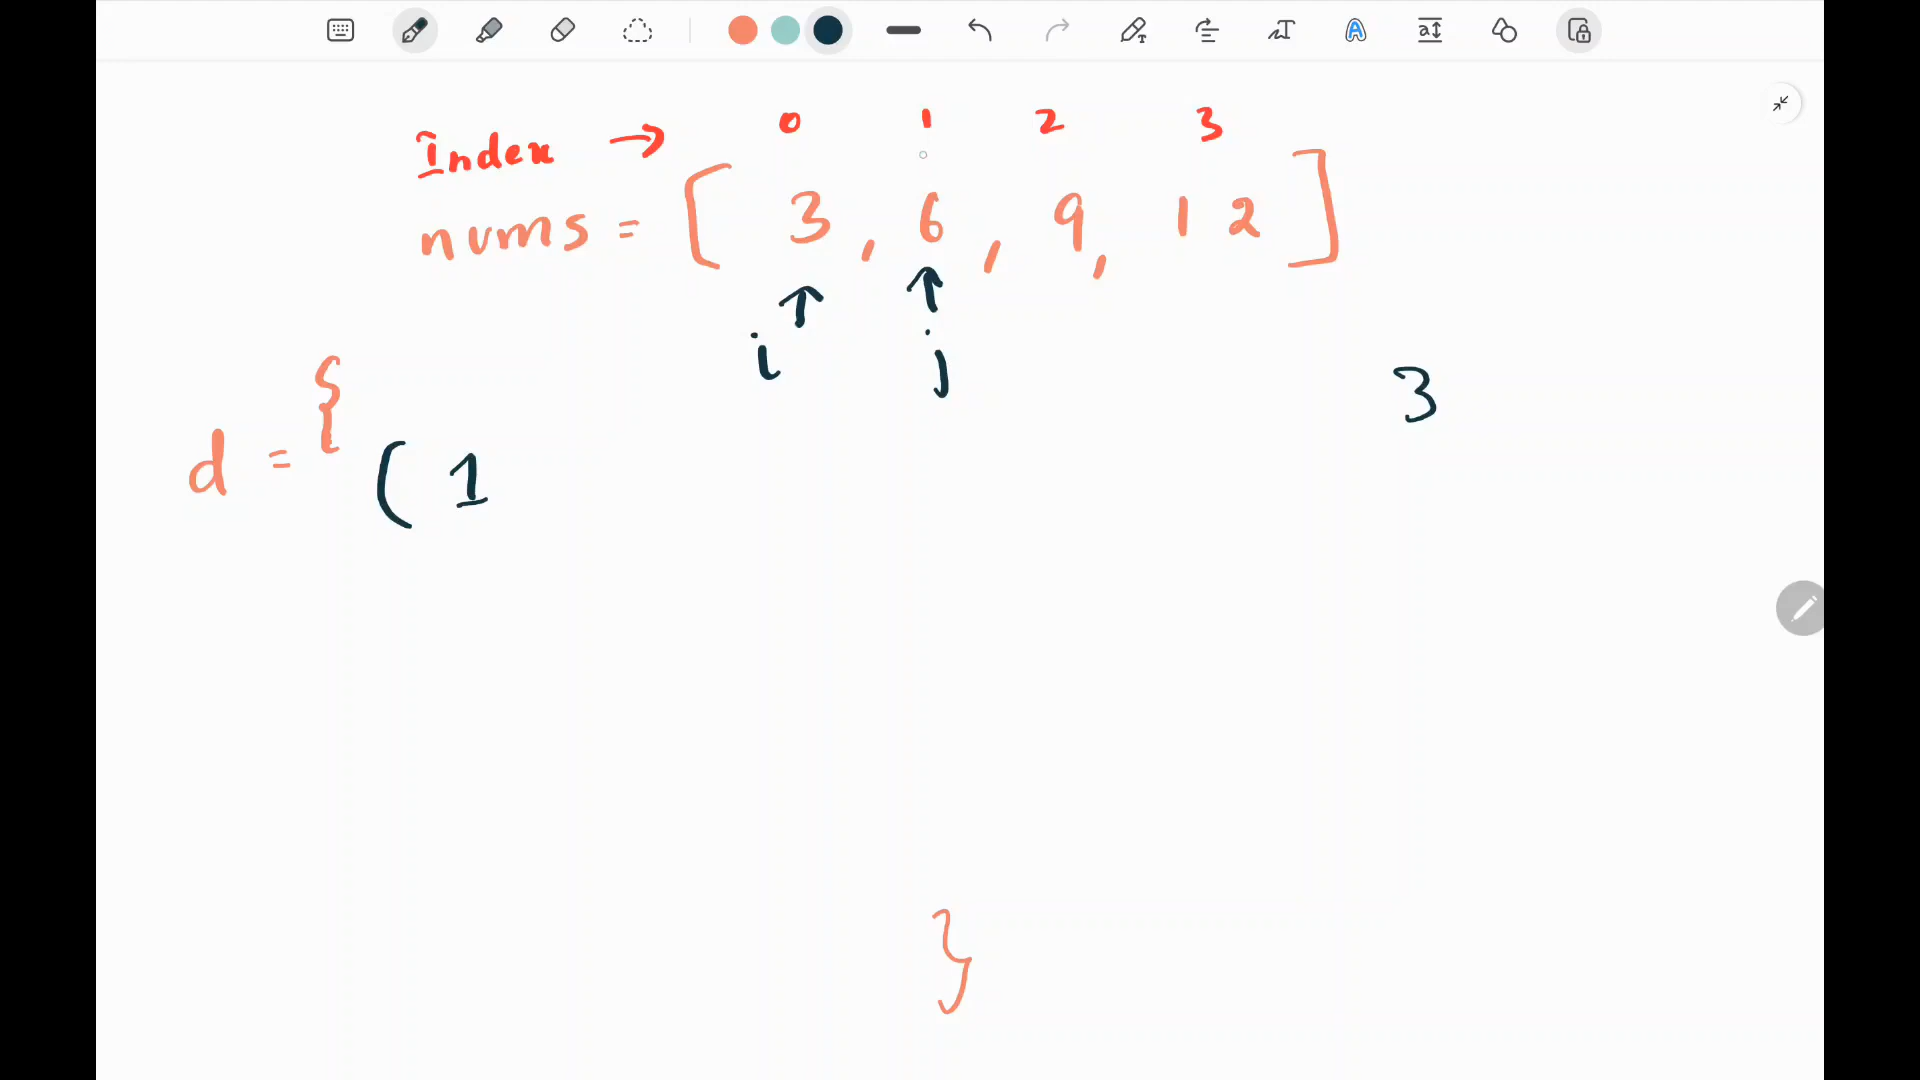 0 1 2 3
Index →
nums = [ 3 , 6 , 9 , 12 ]
↑ ↑
i j
3
d = {
( 1
}